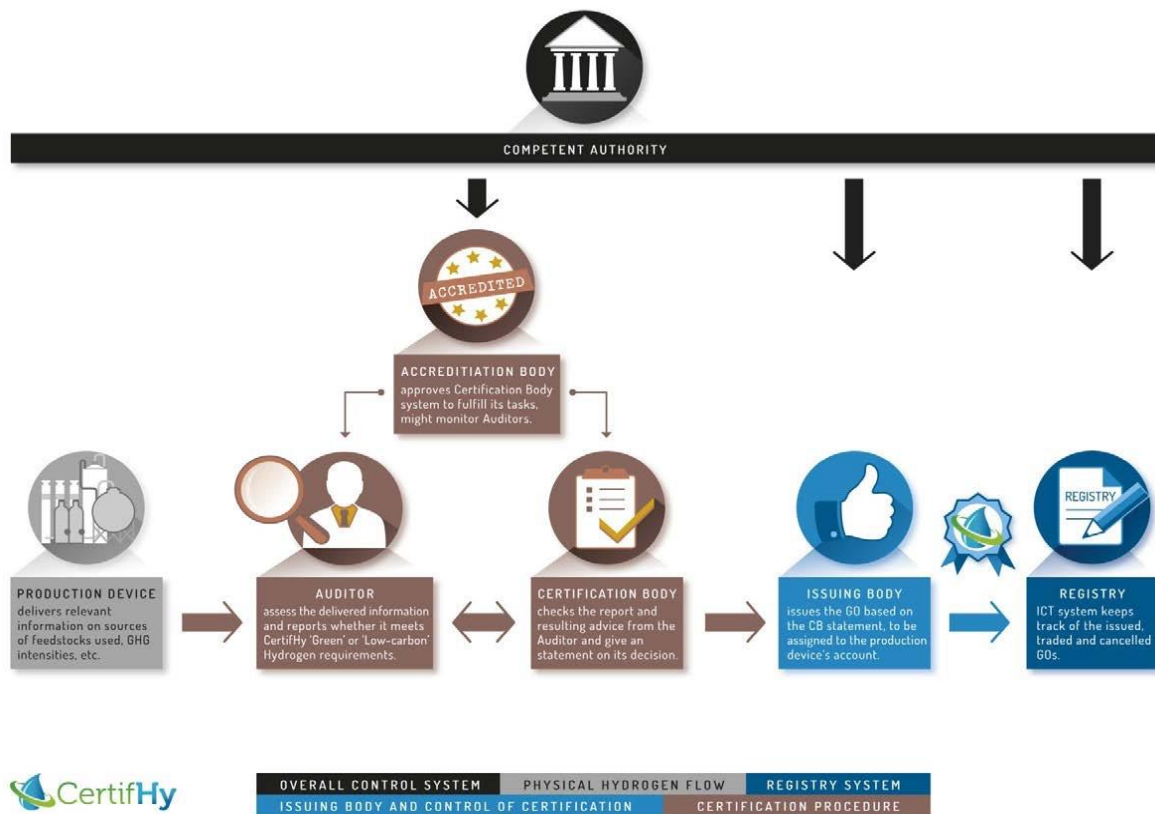 COMPETENT AUTHORITY
ACCREDITED
ACCREDITIATION BODY
approves Certification Body
system to fulfill its tasks,
might monitor Auditors.
PRODUCTION DEVICE
delivers relevant
information on sources
of feedstocks used, GHG
intensities, etc.
AUDITOR
assess the delivered information
and reports whether it meets
CertifHy 'Green' or 'Low-carbon'
Hydrogen requirements.
CERTIFICATION BODY
checks the report and
resulting advice from the
Auditor and give an
statement on its decision.
ISSUING BODY
issues the GO based on
the CB statement, to be
assigned to the production
device's account.
REGISTRY
REGISTRY
ICT system keeps
track of the issued,
traded and cancelled
GOs.
CertifHy
OVERALL CONTROL SYSTEM
PHYSICAL HYDROGEN FLOW
REGISTRY SYSTEM
ISSUING BODY AND CONTROL OF CERTIFICATION
CERTIFICATION PROCEDURE